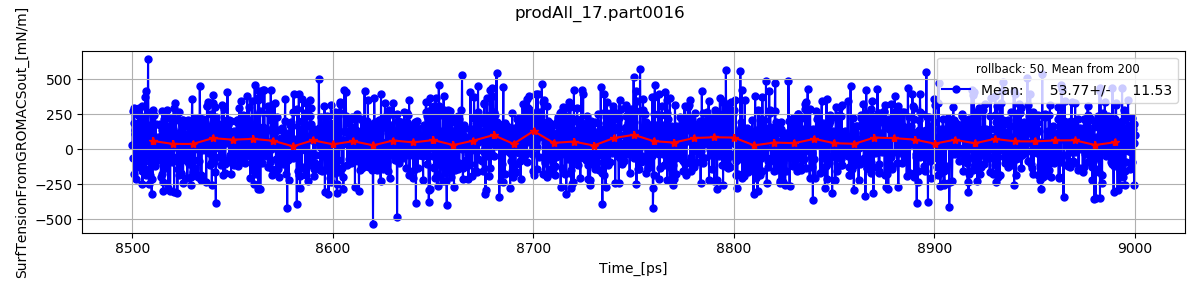 prodAll_17.part0016
SurfTensionFromGROMACSout_[mN/m]
500
250
0
−250
−500
rollback: 50, Mean from 200
Mean: 53.77+/- 11.53
8500 8600 8700 8800 8900 9000
Time_[ps]